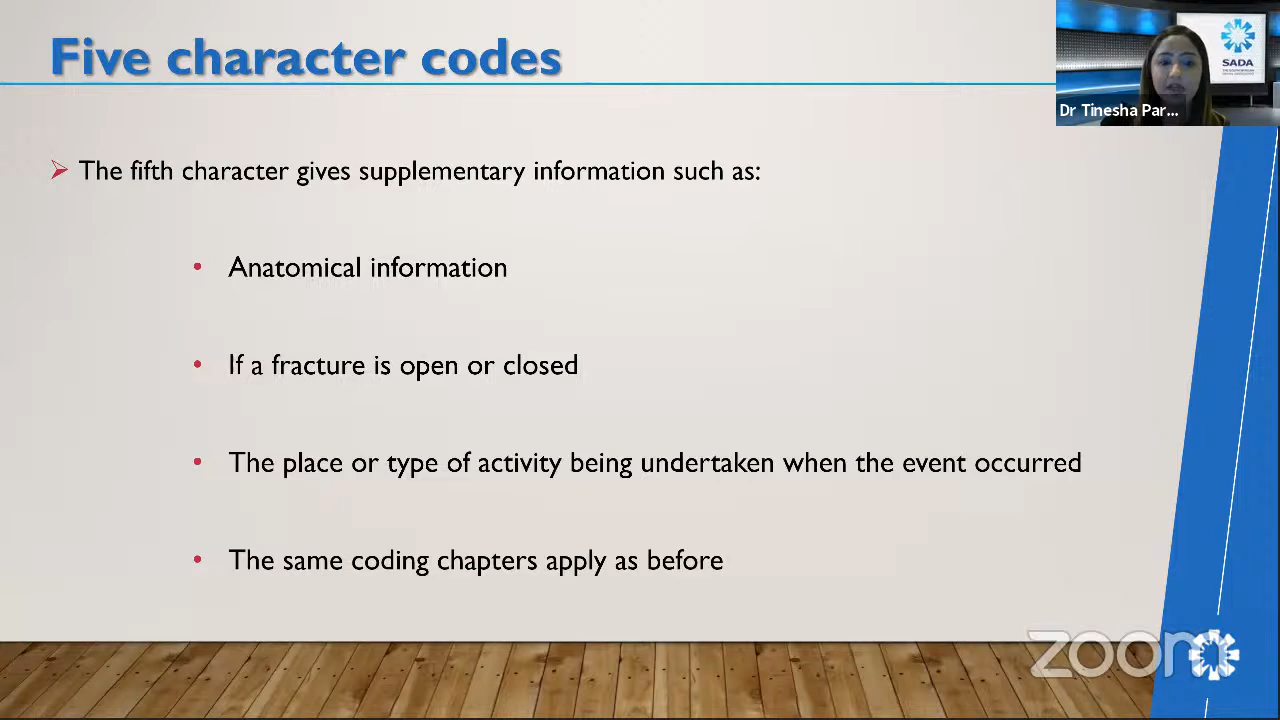 Five character codes
SADA
Dr Tinesha Par...
The fifth character gives supplementary information such as:
• Anatomical information
• If a fracture is open or closed
• The place or type of activity being undertaken when the event occurred
• The same coding chapters apply as before
zoom